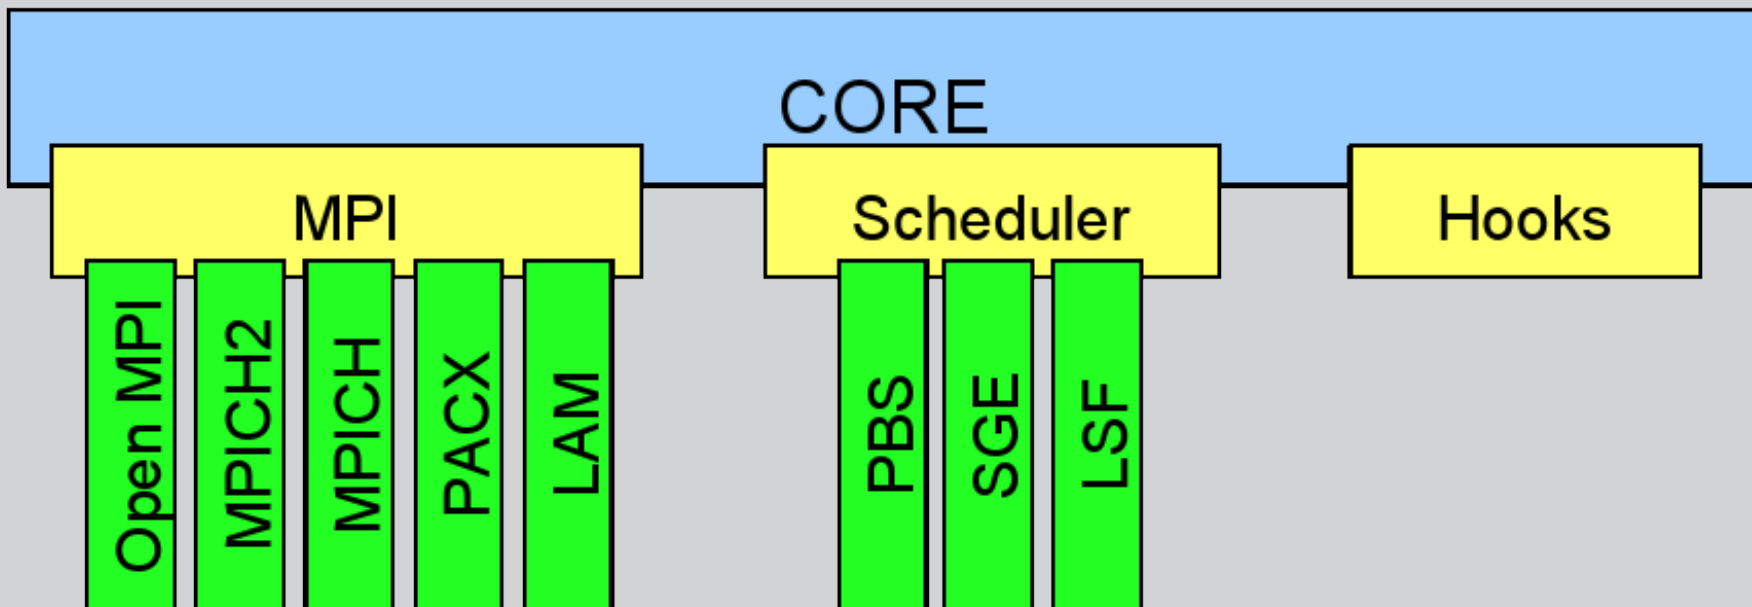 CORE
MPI
Scheduler
Hooks
Open MPI
MPICH2
MPICH
PACX
LAM
PBS
SGE
LSF